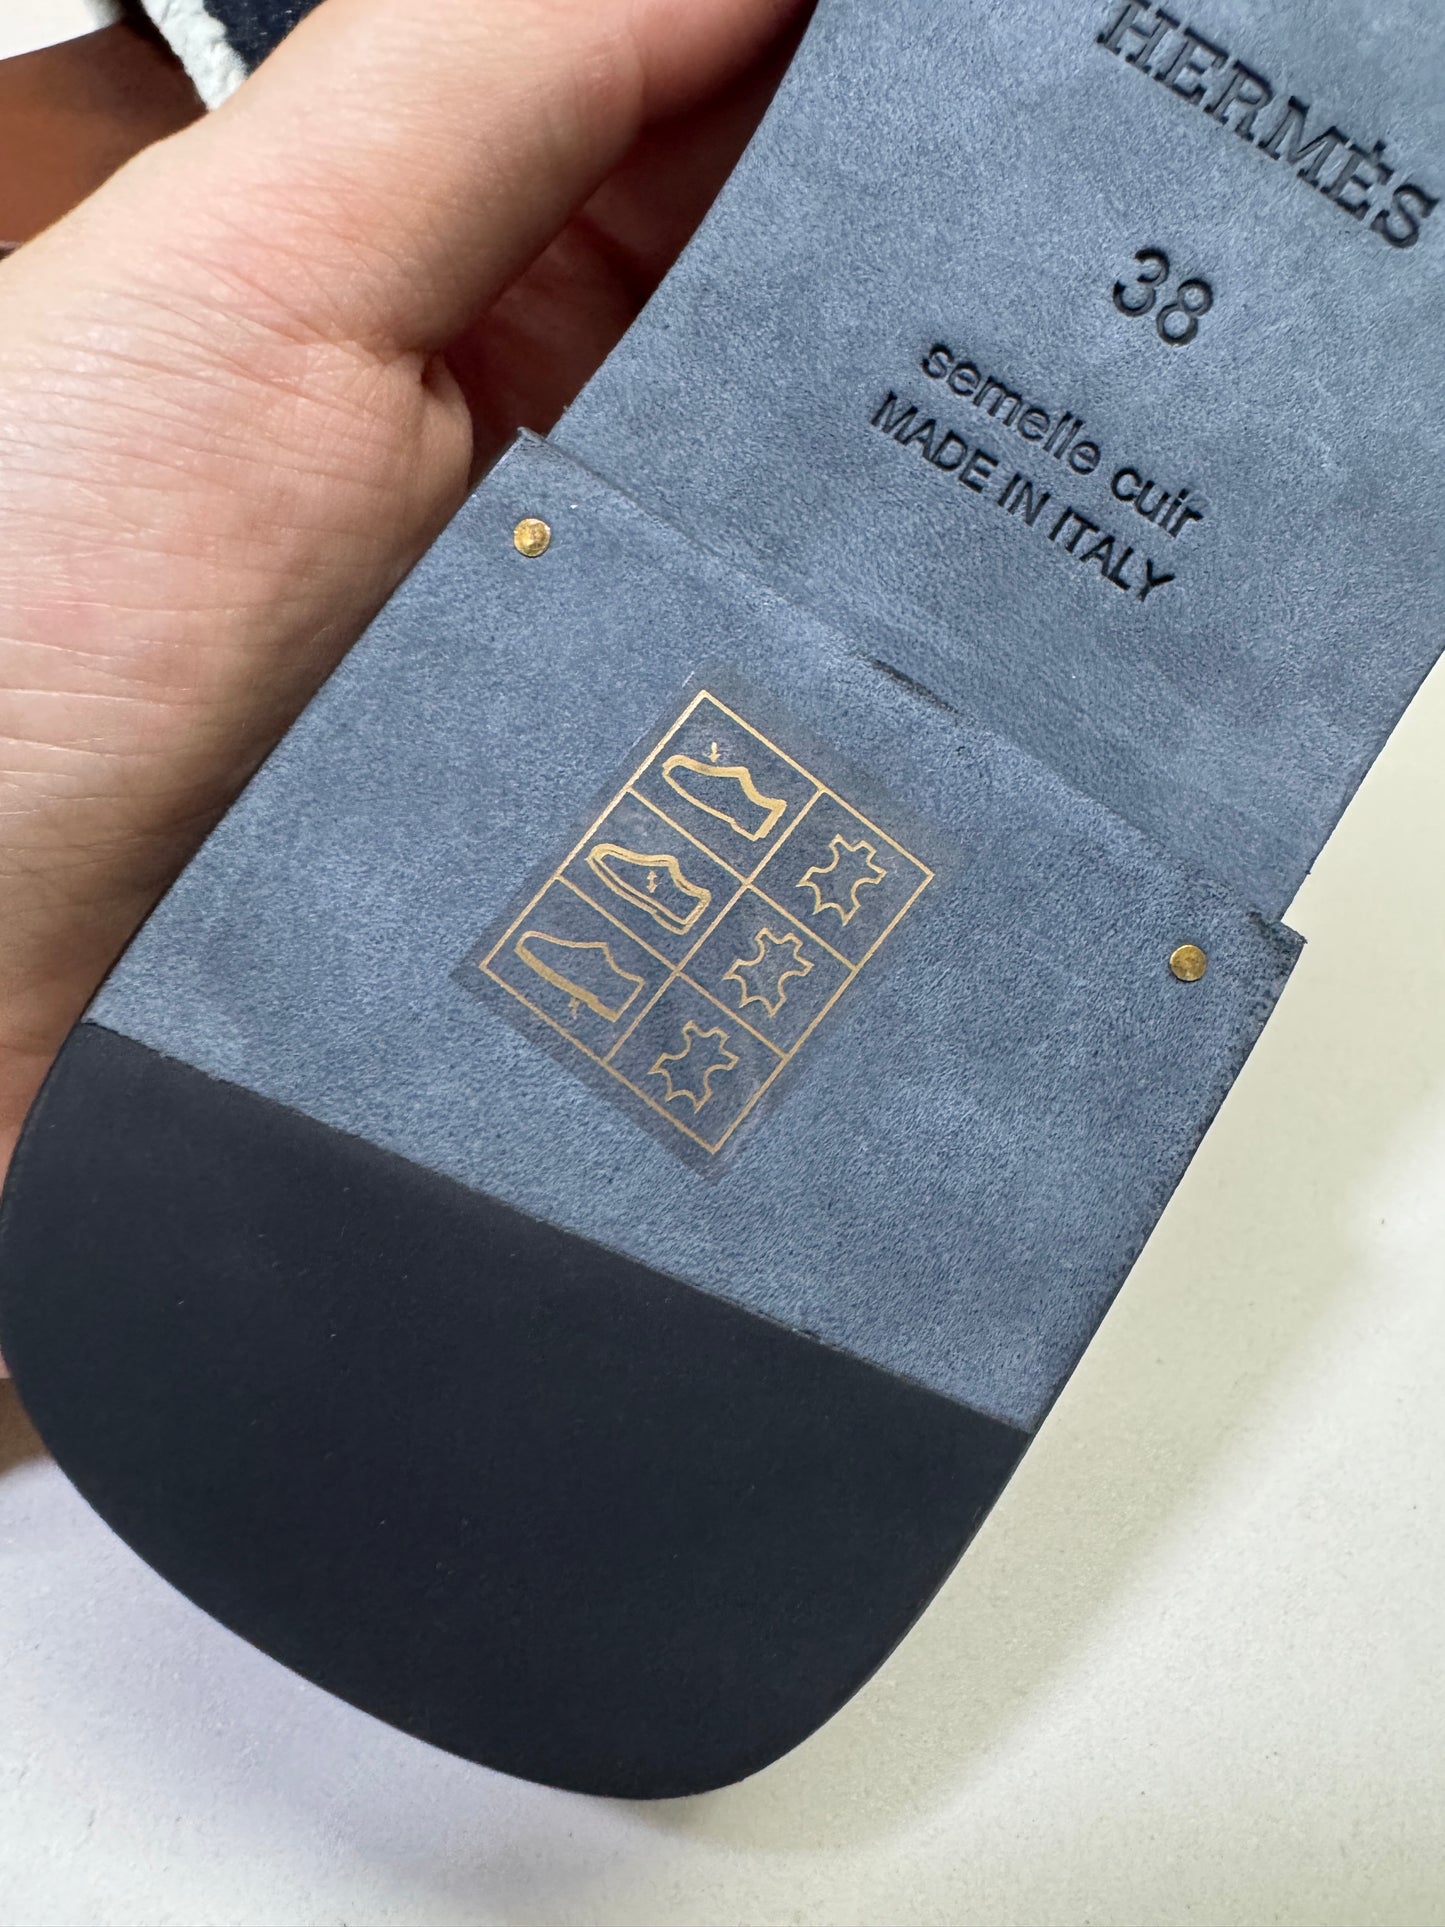 HERMÈS
38
semelle cuir
MADE IN ITALY